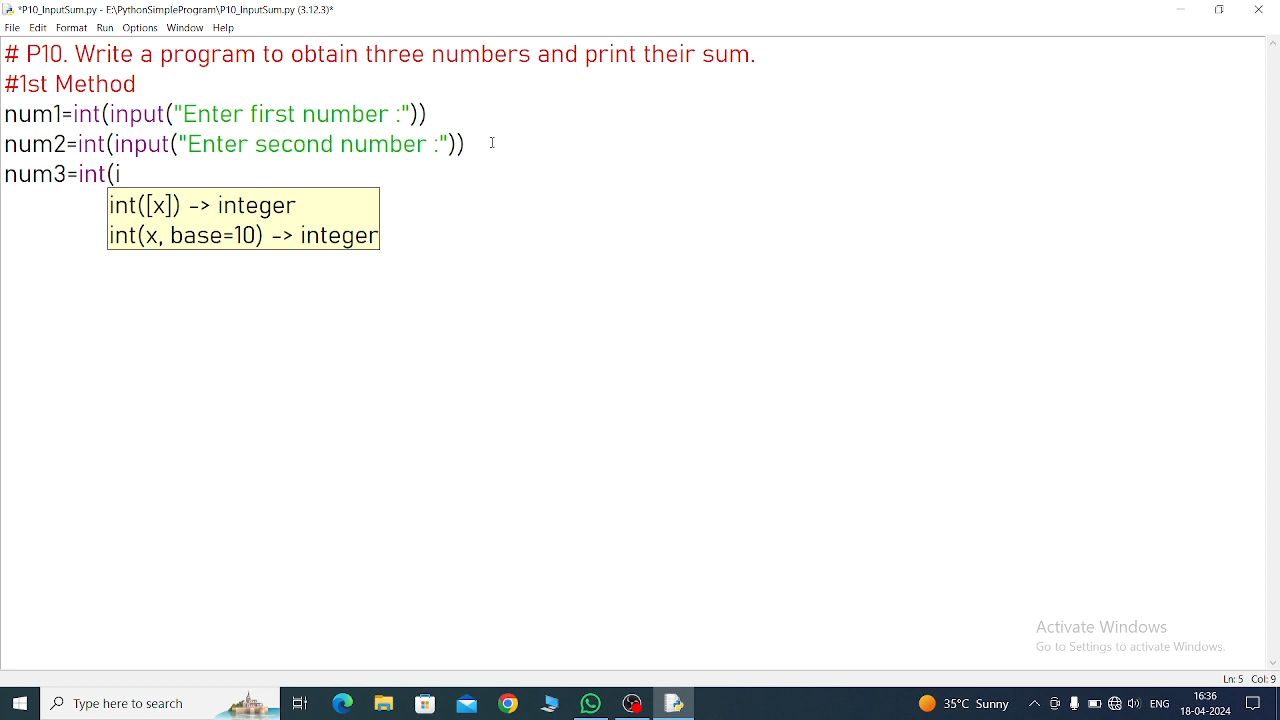 *P10_InputSum.py - E:\PythonSimpleProgram\P10_InputSum.py (3.12.3)*
File Edit Format Run Options Window Help
# P10. Write a program to obtain three numbers and print their sum.
#1st Method
num1=int(input("Enter first number :"))
num2=int(input("Enter second number :"))
num3=int(i
int([x]) -> integer
int(x, base=10) -> integer
Activate Windows
Go to Settings to activate Windows.
Ln: 5 Col: 9
Type here to search
35°C Sunny
ENG
16:36
18-04-2024